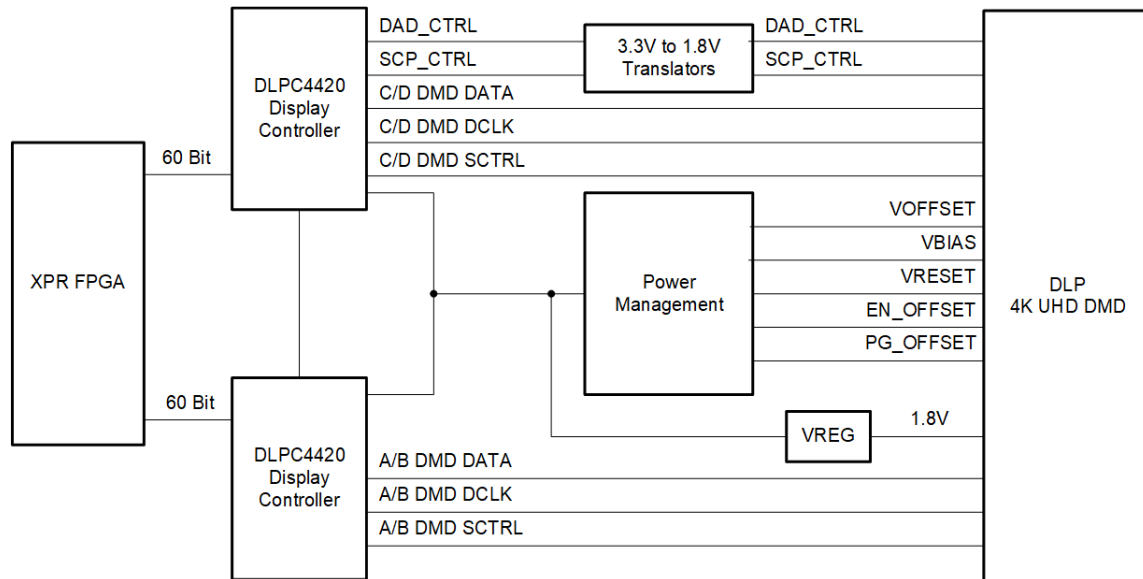 DAD_CTRL
SCP_CTRL
C/D DMD DATA
C/D DMD DCLK
C/D DMD SCTRL
DLPC4420
Display
Controller
3.3V to 1.8V
Translators
DAD_CTRL
SCP_CTRL
60 Bit
XPR FPGA
60 Bit
Power
Management
VOFFSET
VBIAS
VRESET
EN_OFFSET
PG_OFFSET
DLP
4K UHD DMD
VREG
1.8V
DLPC4420
Display
Controller
A/B DMD DATA
A/B DMD DCLK
A/B DMD SCTRL